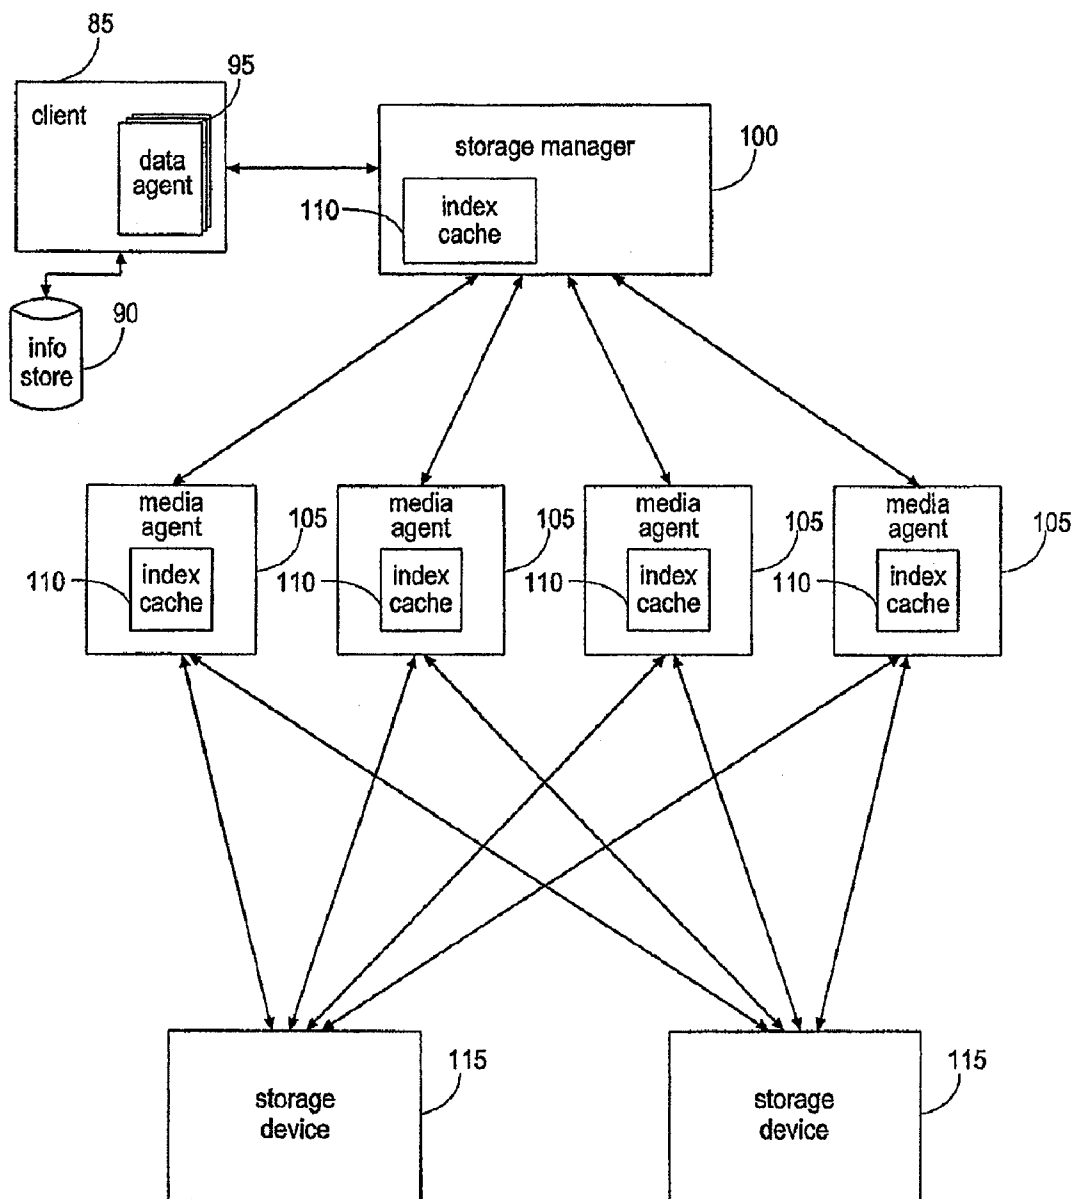 85
95
client
data
agent
storage manager
100
110
index
cache
90
info
store
media
agent
105
110
index
cache
media
agent
105
110
index
cache
media
agent
105
110
index
cache
media
agent
105
110
index
cache
storage
device
115
storage
device
115